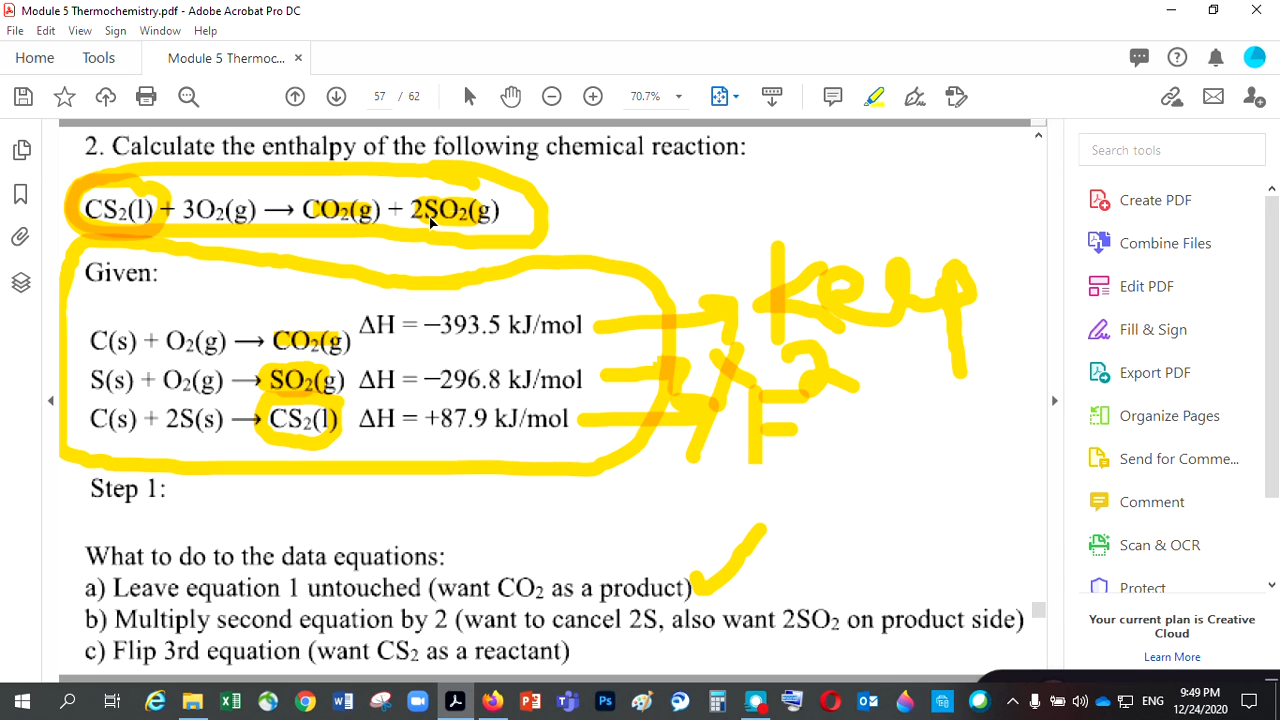 Module 5 Thermochemistry.pdf - Adobe Acrobat Pro DC
File Edit View Sign Window Help
Home Tools Module 5 Thermoc... ×
57 / 62 70.7%
2. Calculate the enthalpy of the following chemical reaction:
CS₂(l) + 3O₂(g) → CO₂(g) + 2SO₂(g)
Given:
C(s) + O₂(g) → CO₂(g) ΔH = −393.5 kJ/mol
S(s) + O₂(g) → SO₂(g) ΔH = −296.8 kJ/mol
C(s) + 2S(s) → CS₂(l) ΔH = +87.9 kJ/mol
keep
x2
F
Step 1:
What to do to the data equations:
a) Leave equation 1 untouched (want CO₂ as a product)
b) Multiply second equation by 2 (want to cancel 2S, also want 2SO₂ on product side)
c) Flip 3rd equation (want CS₂ as a reactant)
Search tools
Create PDF
Combine Files
Edit PDF
Fill & Sign
Export PDF
Organize Pages
Send for Comme...
Comment
Scan & OCR
Protect
Your current plan is Creative
Cloud
Learn More
ENG
9:49 PM
12/24/2020